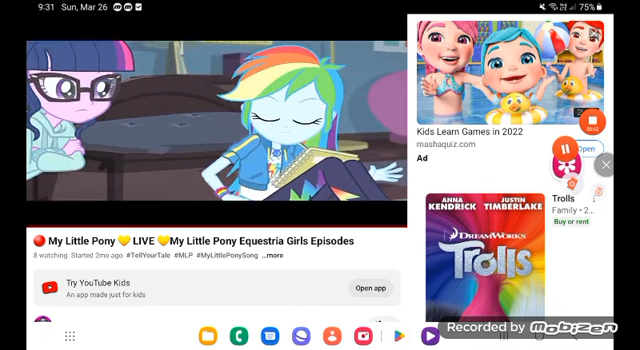 9:31 Sun, Mar 26
75%
Kids Learn Games in 2022
mashaquiz.com
Ad
00:42
Open
Trolls
Family • 2...
Buy or rent
ANNA KENDRICK
JUSTIN TIMBERLAKE
DREAMWORKS
Trolls
🔴 My Little Pony 💛 LIVE 💛My Little Pony Equestria Girls Episodes
8 watching Started 2mo ago #TellYourTale #MLP #MyLittlePonySong ...more
Try YouTube Kids
An app made just for kids
Open app
Recorded by mobizen